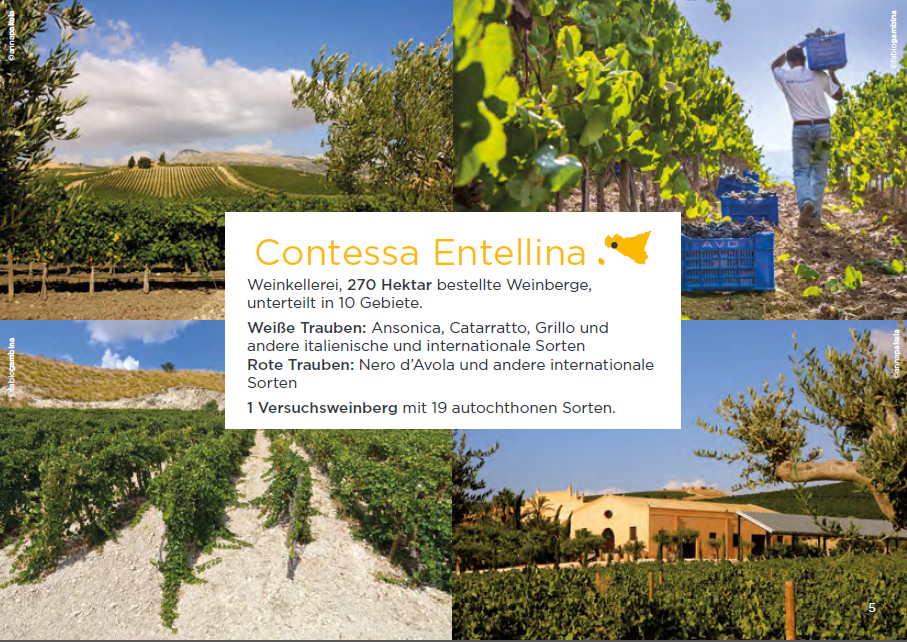 ©annapakula
©fabiogambina
Contessa Entellina
Weinkellerei, 270 Hektar bestellte Weinberge,
unterteilt in 10 Gebiete.
Weiße Trauben: Ansonica, Catarratto, Grillo und
andere italienische und internationale Sorten
Rote Trauben: Nero d’Avola und andere internationale
Sorten
1 Versuchsweinberg mit 19 autochthonen Sorten.
AVD
©fabiogambina
©annapakula
5